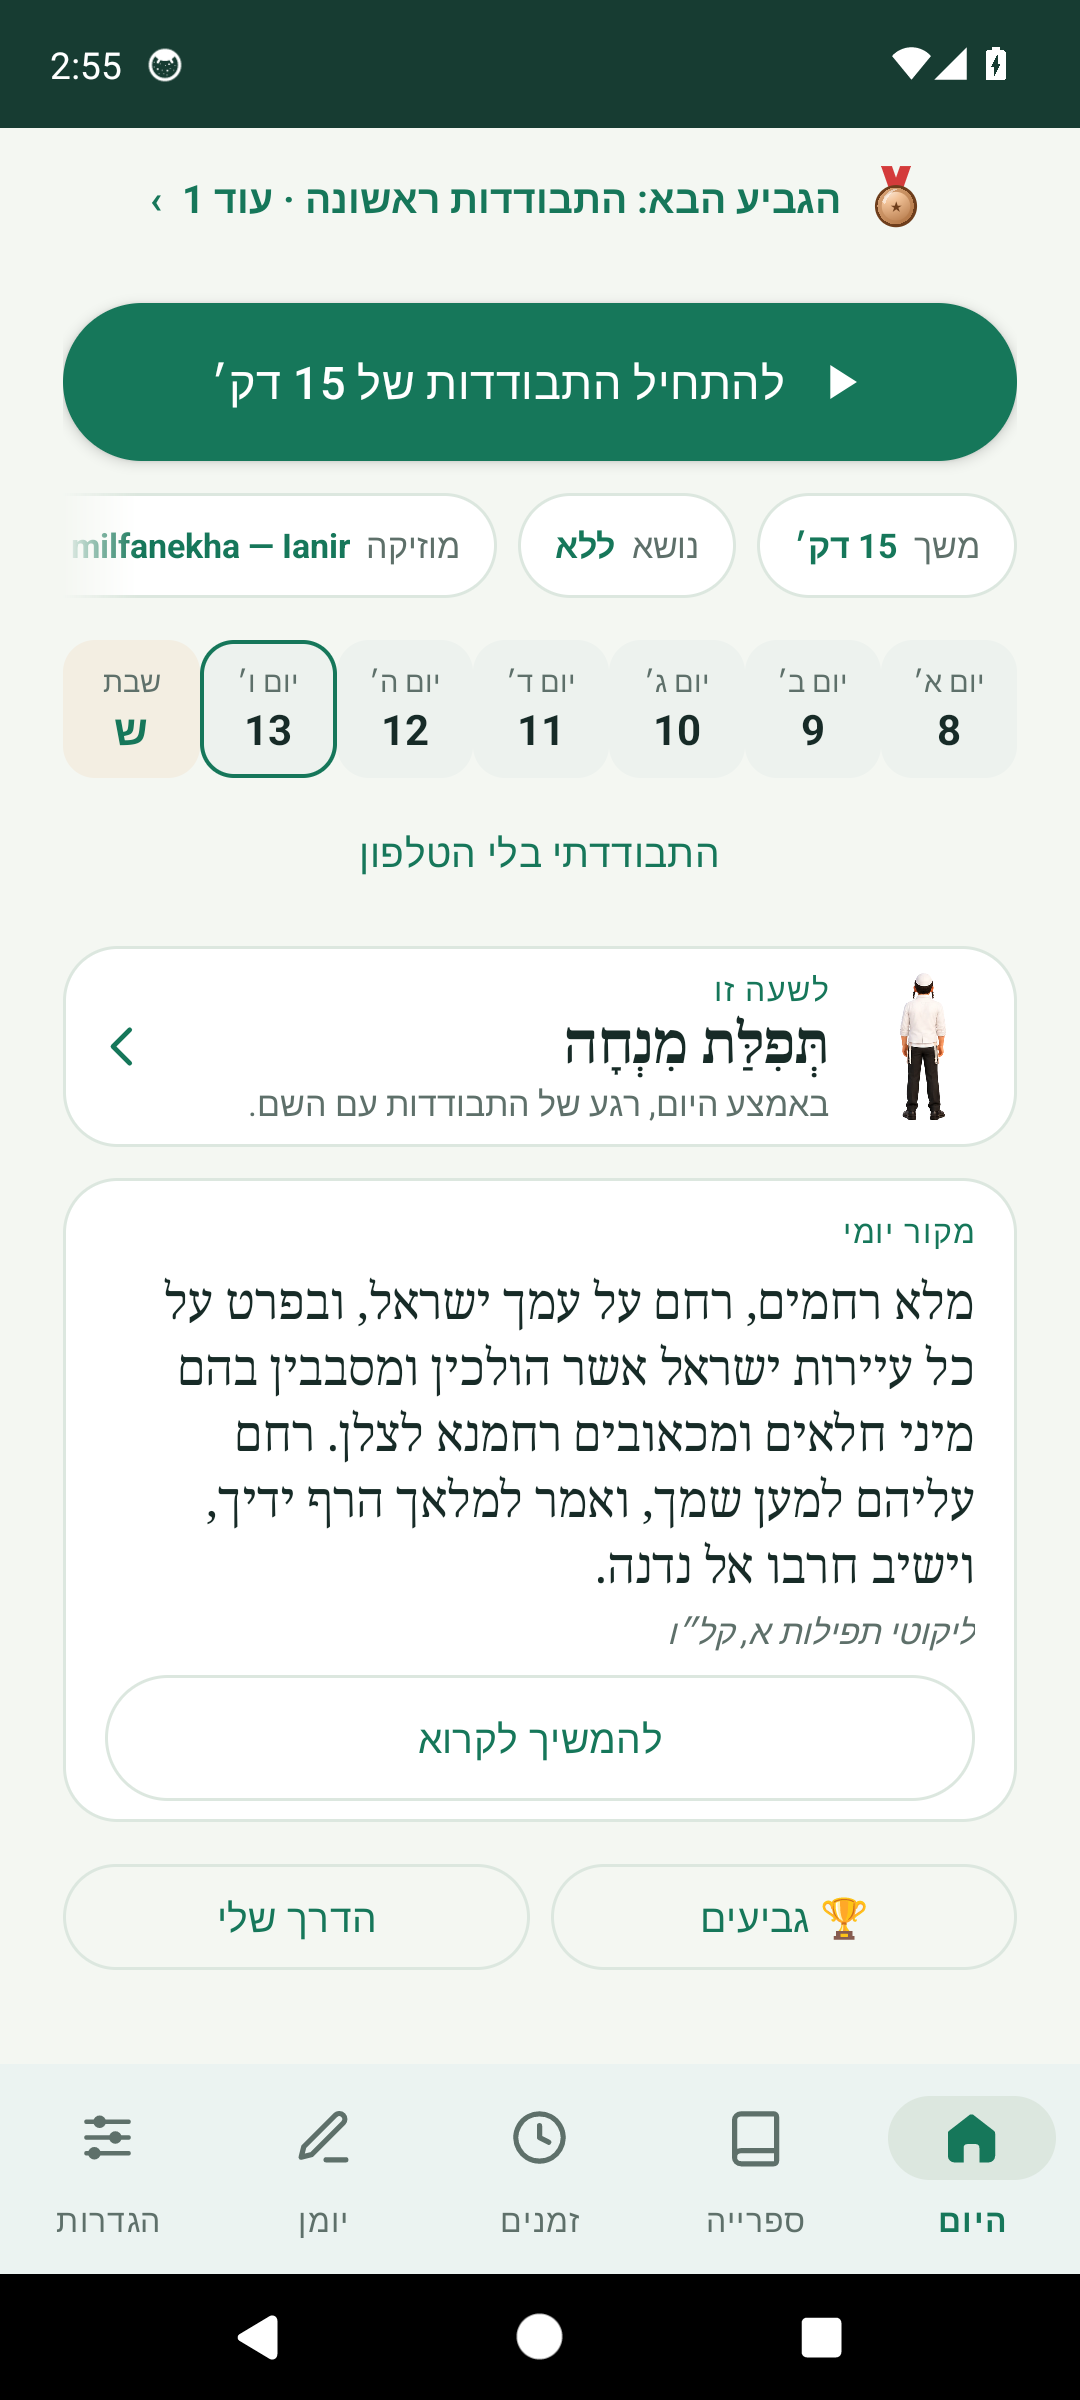 2:55
הגביע הבא: התבודדות ראשונה · עוד 1 ›
להתחיל התבודדות של 15 דק׳
משך 15 דק׳
נושא ללא
מוזיקה milfanekha – Ianir
יום א׳ יום ב׳ יום ג׳ יום ד׳ יום ה׳ יום ו׳ שבת
8 9 10 11 12 13 ש
התבודדתי בלי הטלפון
לשעה זו
תְּפִלַּת מִנְחָה
באמצע היום, רגע של התבודדות עם השם.
מקור יומי
מלא רחמים, רחם על עמך ישראל, ובפרט על
כל עיירות ישראל אשר הולכין ומסבבין בהם
מיני חלאים ומכאובים רחמנא לצלן. רחם
עליהם למען שמך, ואמר למלאך הרף ידיך,
וישיב חרבו אל נדנה.
ליקוטי תפילות א, קל״ו
להמשיך לקרוא
🏆 גביעים
הדרך שלי
היום
ספרייה
זמנים
יומן
הגדרות